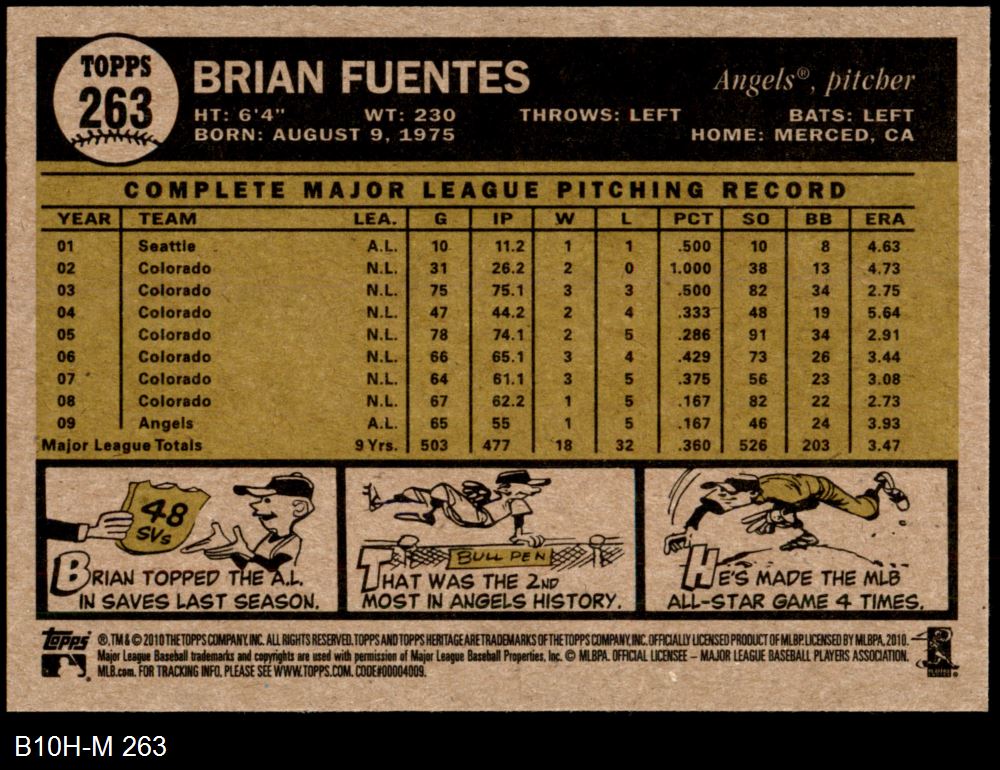 TOPPS
263
BRIAN FUENTES
Angels®, pitcher
HT: 6'4" WT: 230 THROWS: LEFT BATS: LEFT
BORN: AUGUST 9, 1975 HOME: MERCED, CA
COMPLETE MAJOR LEAGUE PITCHING RECORD
YEAR TEAM LEA. G IP W L PCT SO BB ERA
01 Seattle A.L. 10 11.2 1 1 .500 10 8 4.63
02 Colorado N.L. 31 26.2 2 0 1.000 38 13 4.73
03 Colorado N.L. 75 75.1 3 3 .500 82 34 2.75
04 Colorado N.L. 47 44.2 2 4 .333 48 19 5.64
05 Colorado N.L. 78 74.1 2 5 .286 91 34 2.91
06 Colorado N.L. 66 65.1 3 4 .429 73 26 3.44
07 Colorado N.L. 64 61.1 3 5 .375 56 23 3.08
08 Colorado N.L. 67 62.2 1 5 .167 82 22 2.73
09 Angels A.L. 65 55 1 5 .167 46 24 3.93
Major League Totals 9 Yrs. 503 477 18 32 .360 526 203 3.47
48
SVs
BRIAN TOPPED THE A.L.
IN SAVES LAST SEASON.
BULL PEN
THAT WAS THE 2ND
MOST IN ANGELS HISTORY.
HE'S MADE THE MLB
ALL-STAR GAME 4 TIMES.
Topps ®, TM & © 2010 THE TOPPS COMPANY, INC. ALL RIGHTS RESERVED. TOPPS AND TOPPS HERITAGE ARE TRADEMARKS OF THE TOPPS COMPANY, INC. OFFICIALLY LICENSED PRODUCT OF MLBP. LICENSED BY MLBPA, 2010.
Major League Baseball trademarks and copyrights are used with permission of Major League Baseball Properties, Inc. © MLBPA. OFFICIAL LICENSEE – MAJOR LEAGUE BASEBALL PLAYERS ASSOCIATION.
MLB.com. FOR TRACKING INFO, PLEASE SEE WWW.TOPPS.COM. CODE#00004009.
B10H-M 263